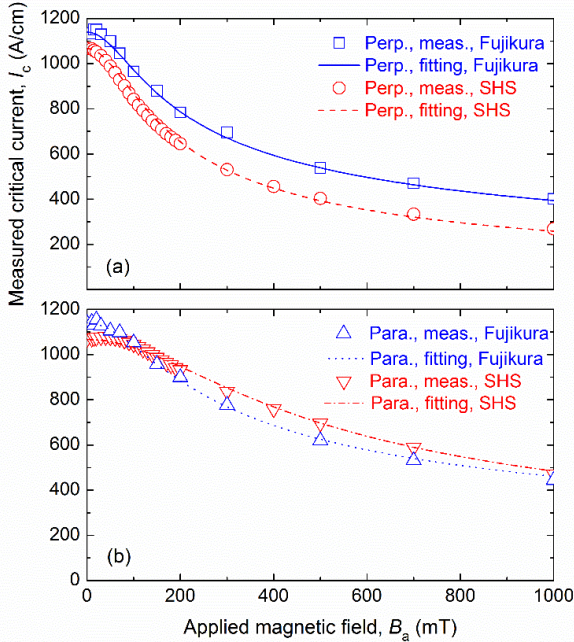 Measured critical current, Ic (A/cm)
1200
1000
800
600
400
200
Perp., meas., Fujikura
Perp., fitting, Fujikura
Perp., meas., SHS
Perp., fitting, SHS
(a)
1200
1000
800
600
400
200
0
Para., meas., Fujikura
Para., fitting, Fujikura
Para., meas., SHS
Para., fitting, SHS
(b)
0 200 400 600 800 1000
Applied magnetic field, Ba (mT)